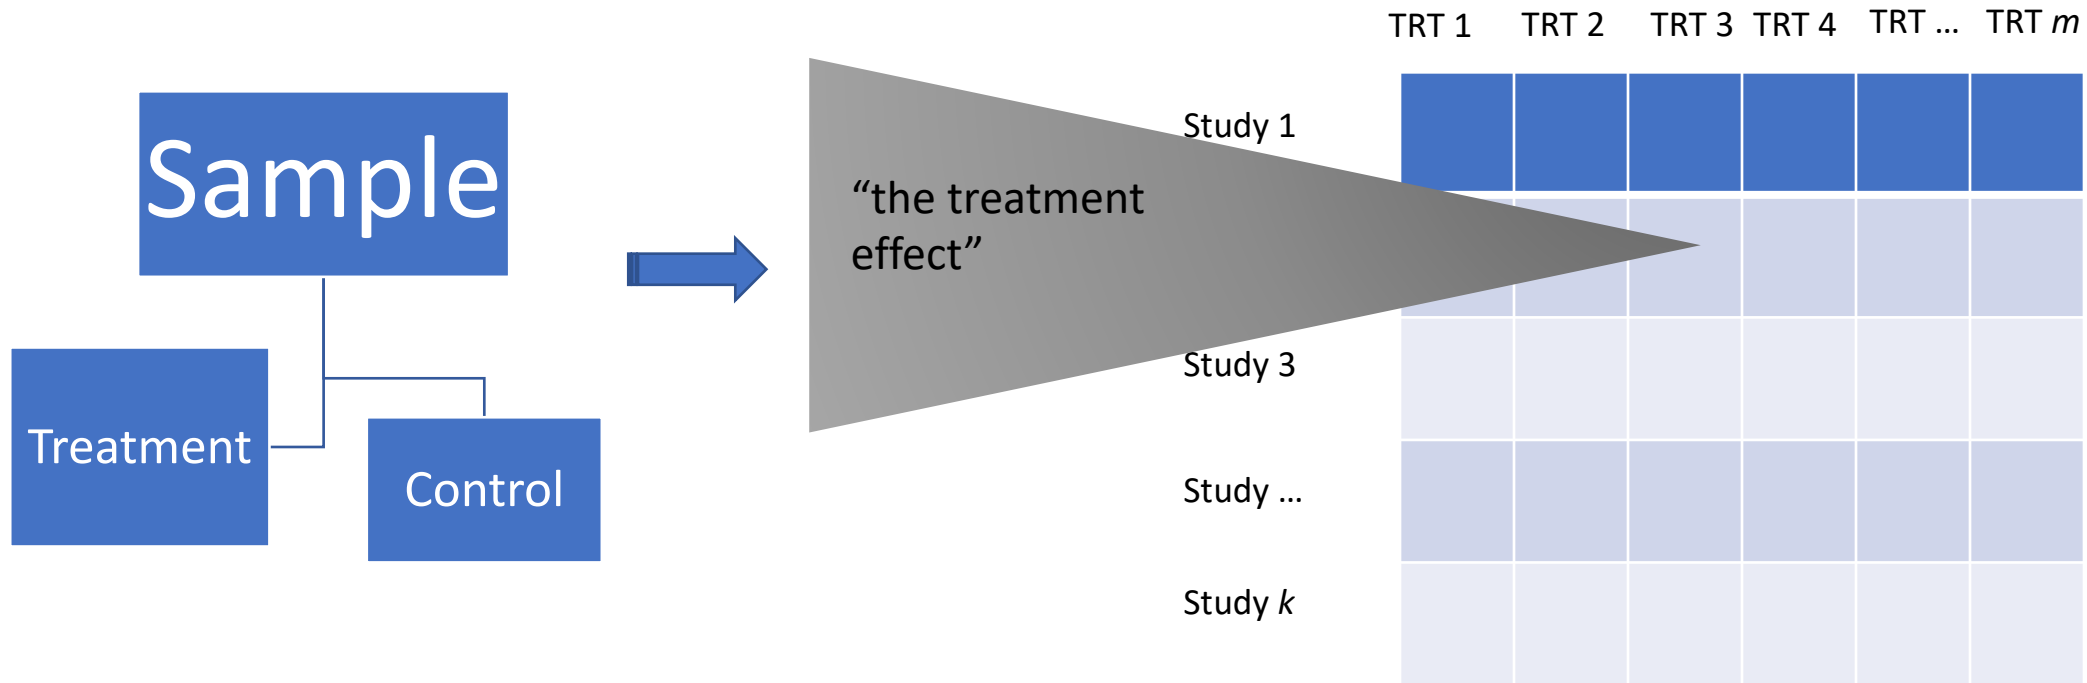 Sample
Treatment
Control
“the treatment
effect”
TRT 1 TRT 2 TRT 3 TRT 4 TRT ... TRT m
Study 1
Study 3
Study ...
Study k